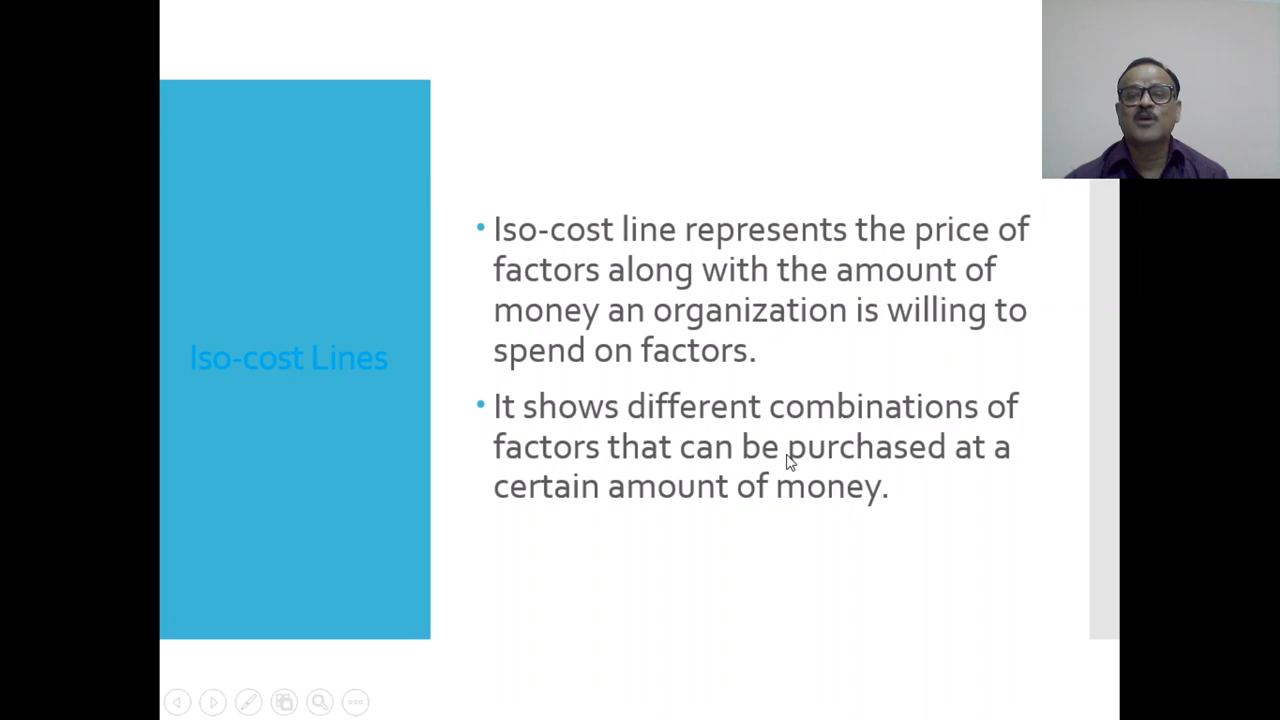 Iso-cost Lines
• Iso-cost line represents the price of
factors along with the amount of
money an organization is willing to
spend on factors.
• It shows different combinations of
factors that can be purchased at a
certain amount of money.